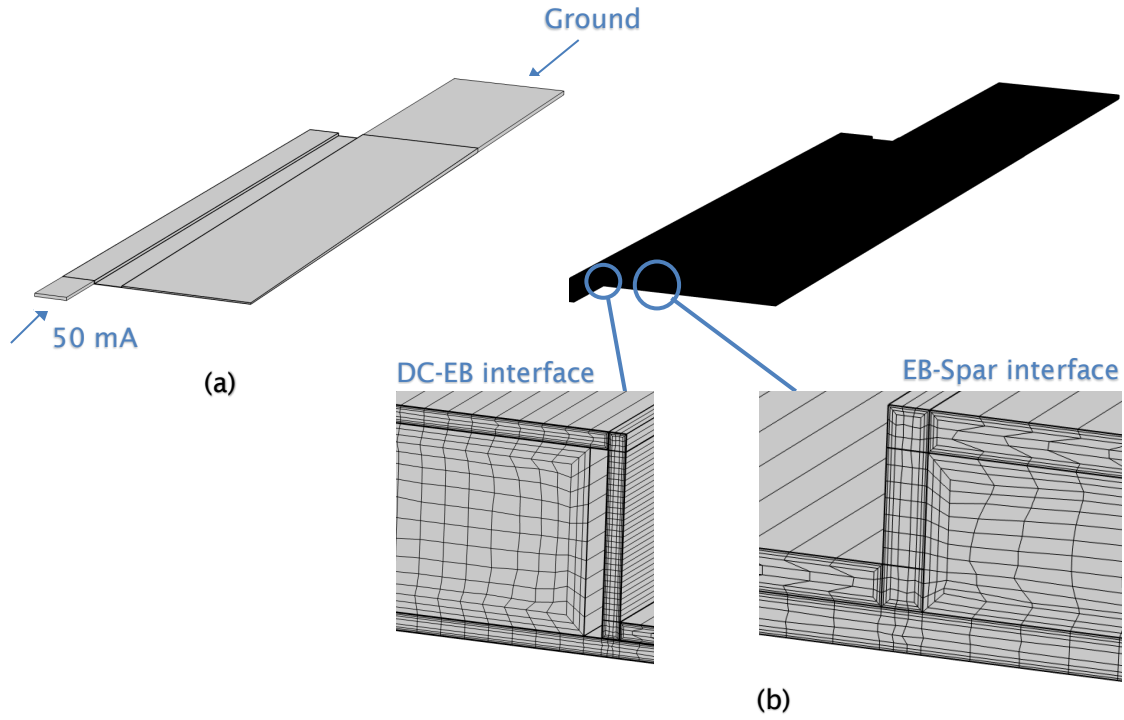 Ground
50 mA
(a)
DC-EB interface
EB-Spar interface
(b)